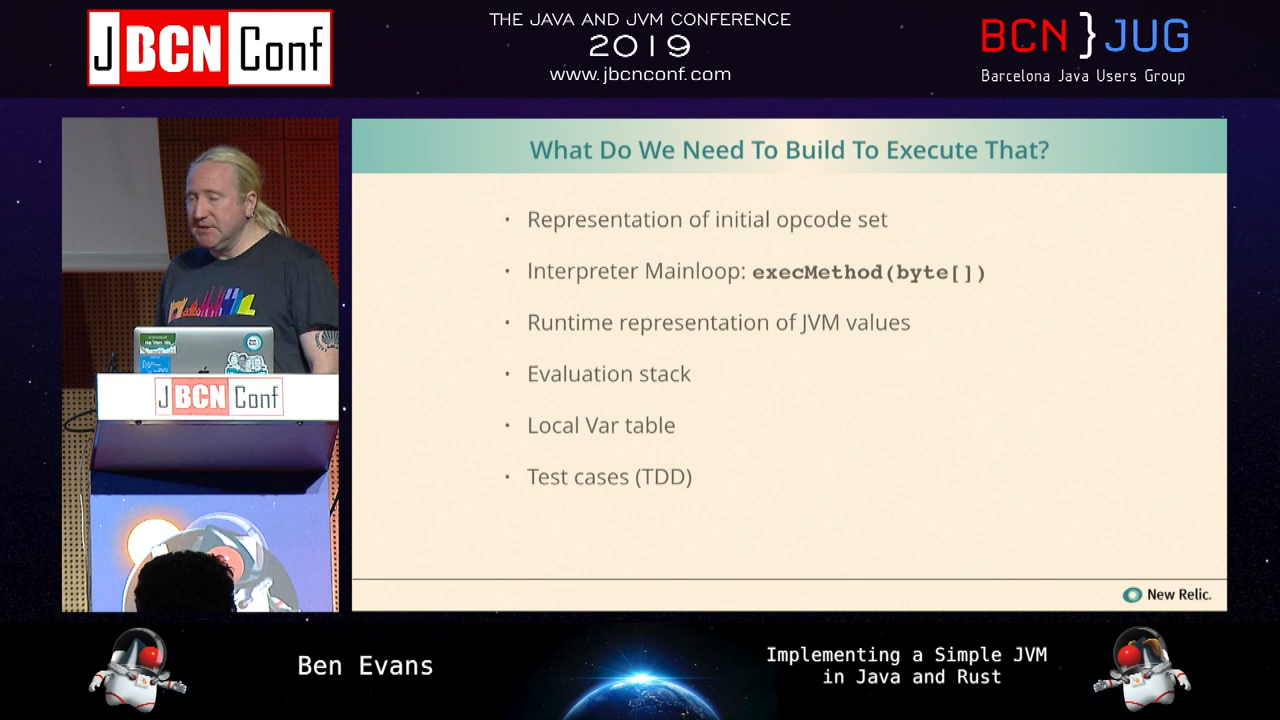 JBCNConf
THE JAVA AND JVM CONFERENCE
2019
www.jbcnconf.com
BCN}JUG
Barcelona Java Users Group
What Do We Need To Build To Execute That?
• Representation of initial opcode set
• Interpreter Mainloop: execMethod(byte[])
• Runtime representation of JVM values
• Evaluation stack
• Local Var table
• Test cases (TDD)
New Relic.
JBCNConf
Ben Evans
Implementing a Simple JVM
in Java and Rust